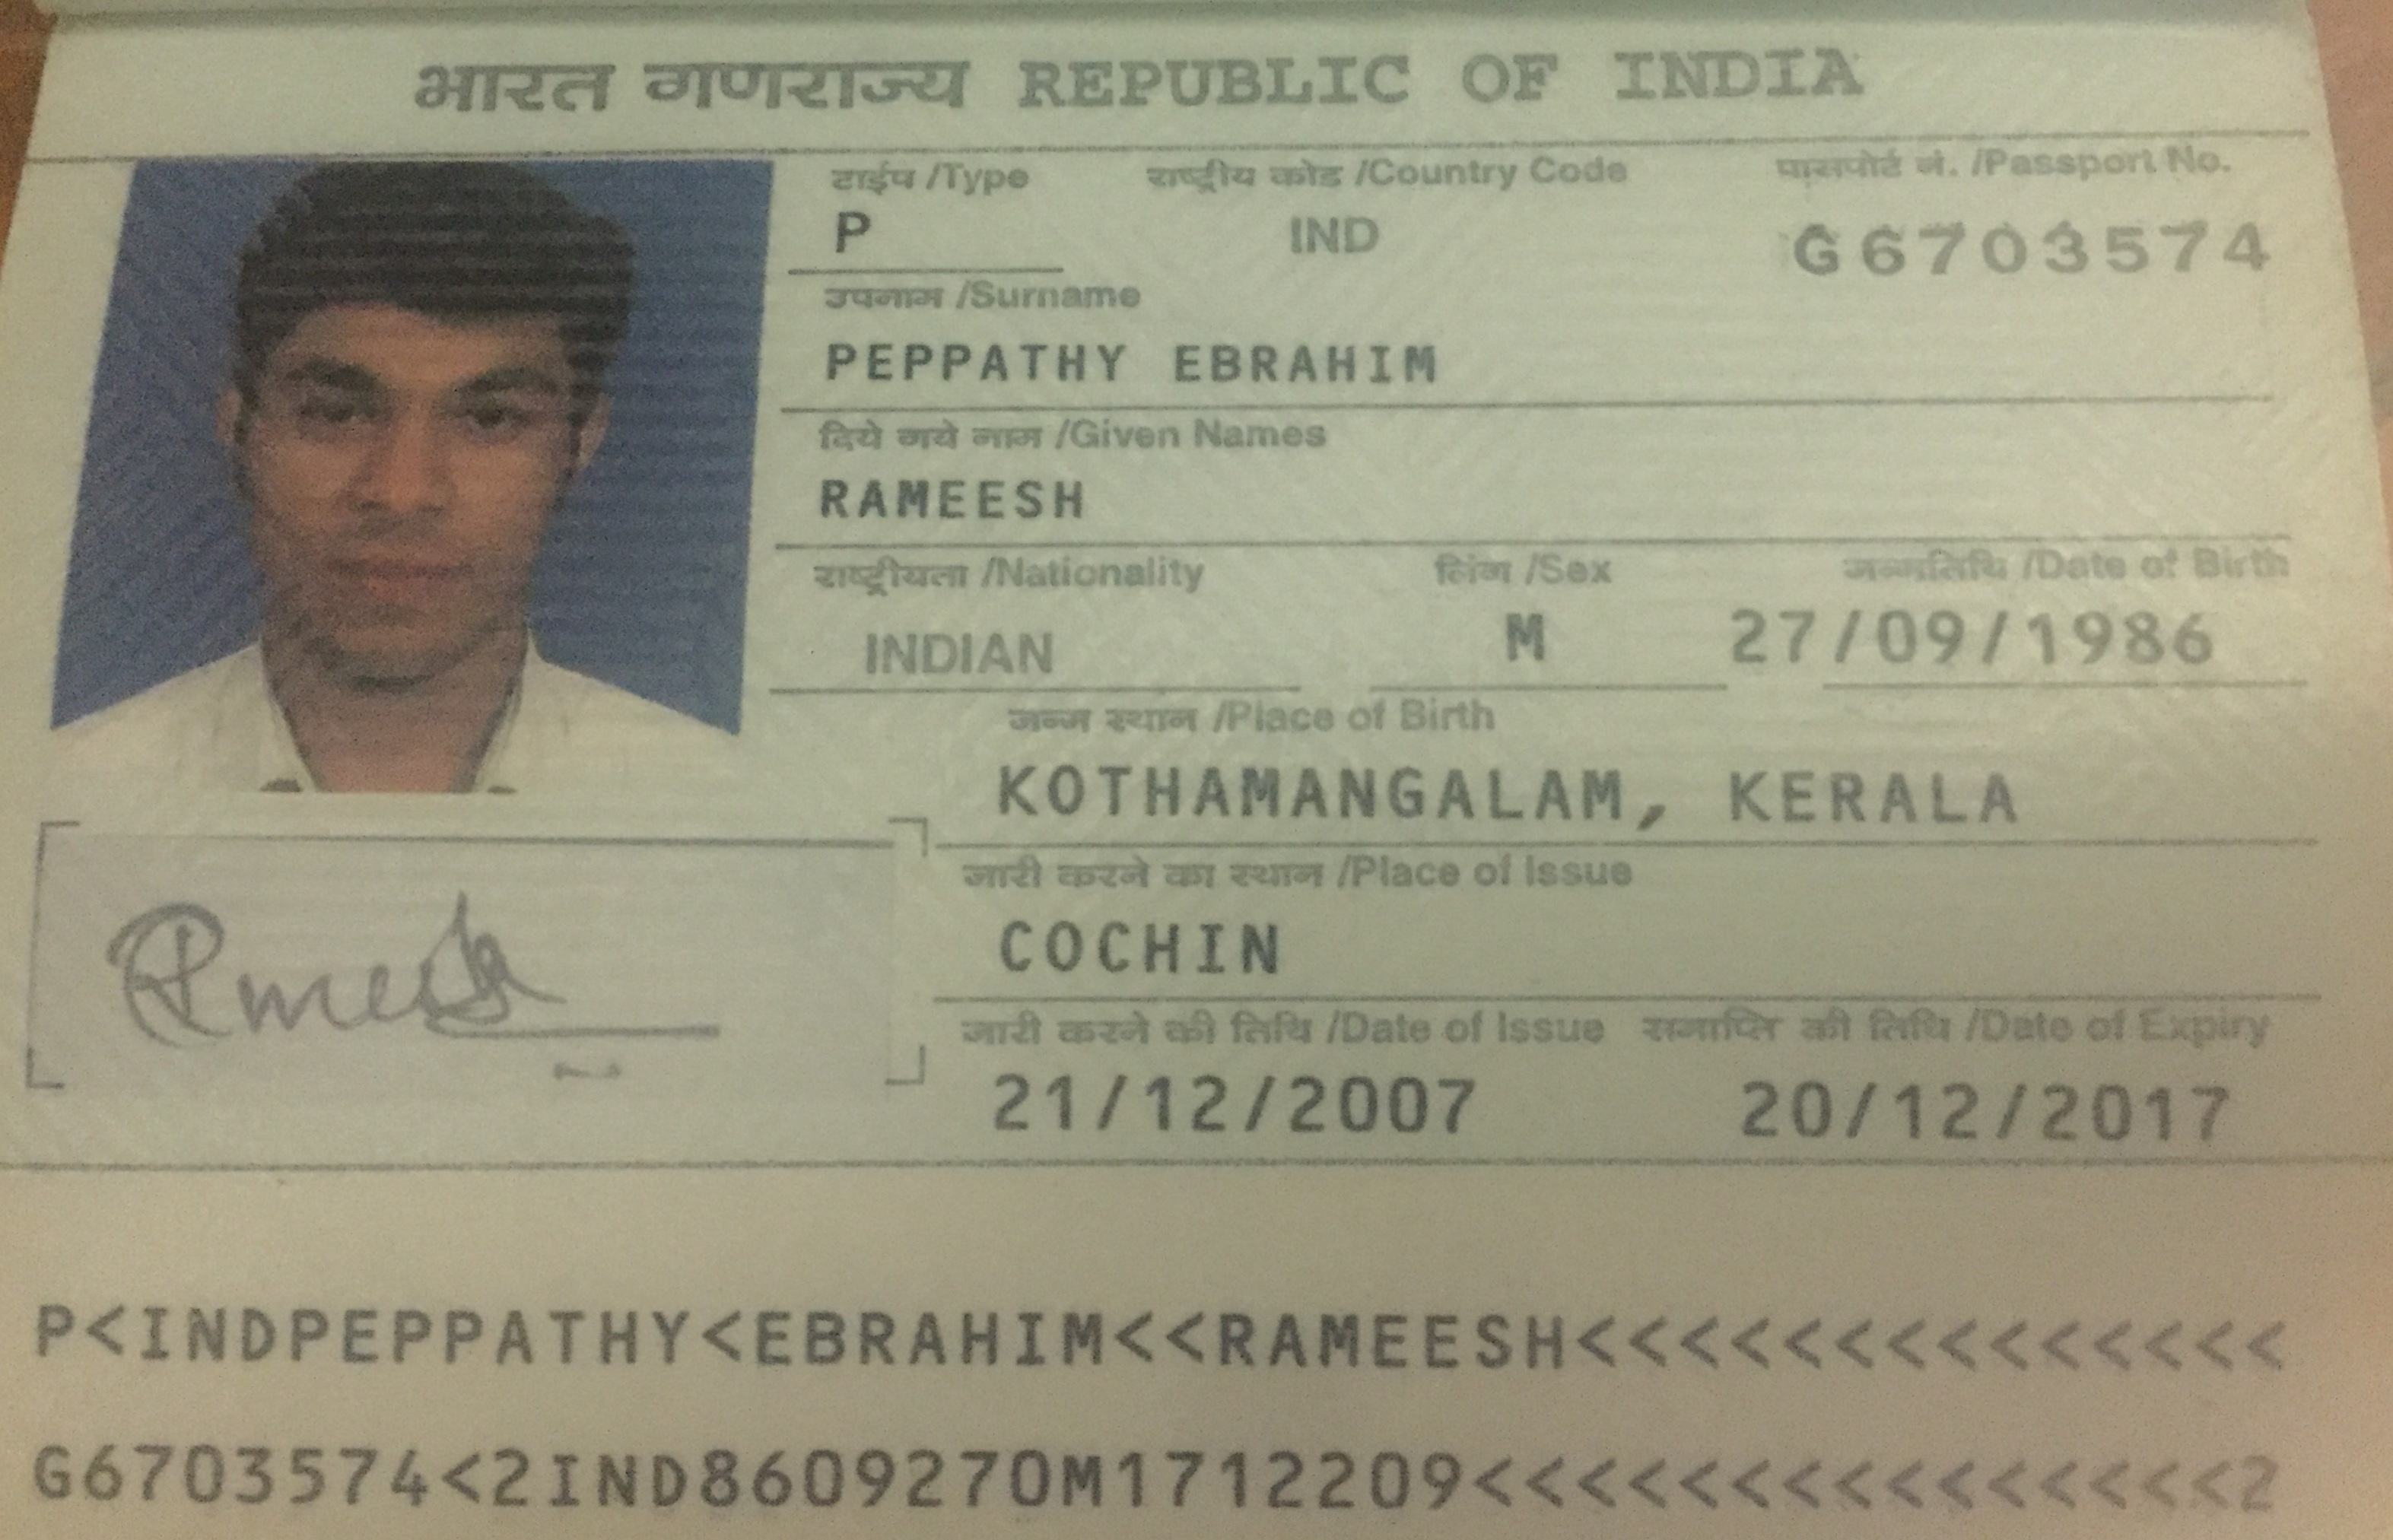 भारत गणराज्य REPUBLIC OF INDIA
टाईप /Type राष्ट्रीय कोड /Country Code पासपोर्ट नं. /Passport No.
P IND G6703574
उपनाम /Surname
PEPPATHY EBRAHIM
दिये गये नाम /Given Names
RAMEESH
राष्ट्रीयता /Nationality लिंग /Sex जन्मतिथि /Date of Birth
INDIAN M 27/09/1986
जन्म स्थान /Place of Birth
KOTHAMANGALAM, KERALA
जारी करने का स्थान /Place of Issue
COCHIN
जारी करने की तिथि /Date of Issue समाप्ति की तिथि /Date of Expiry
21/12/2007 20/12/2017
P<INDPEPPATHY<EBRAHIM<<RAMEESH<<<<<<<<<<<<<<
G6703574<2IND8609270M1712209<<<<<<<<<<<<<<<2